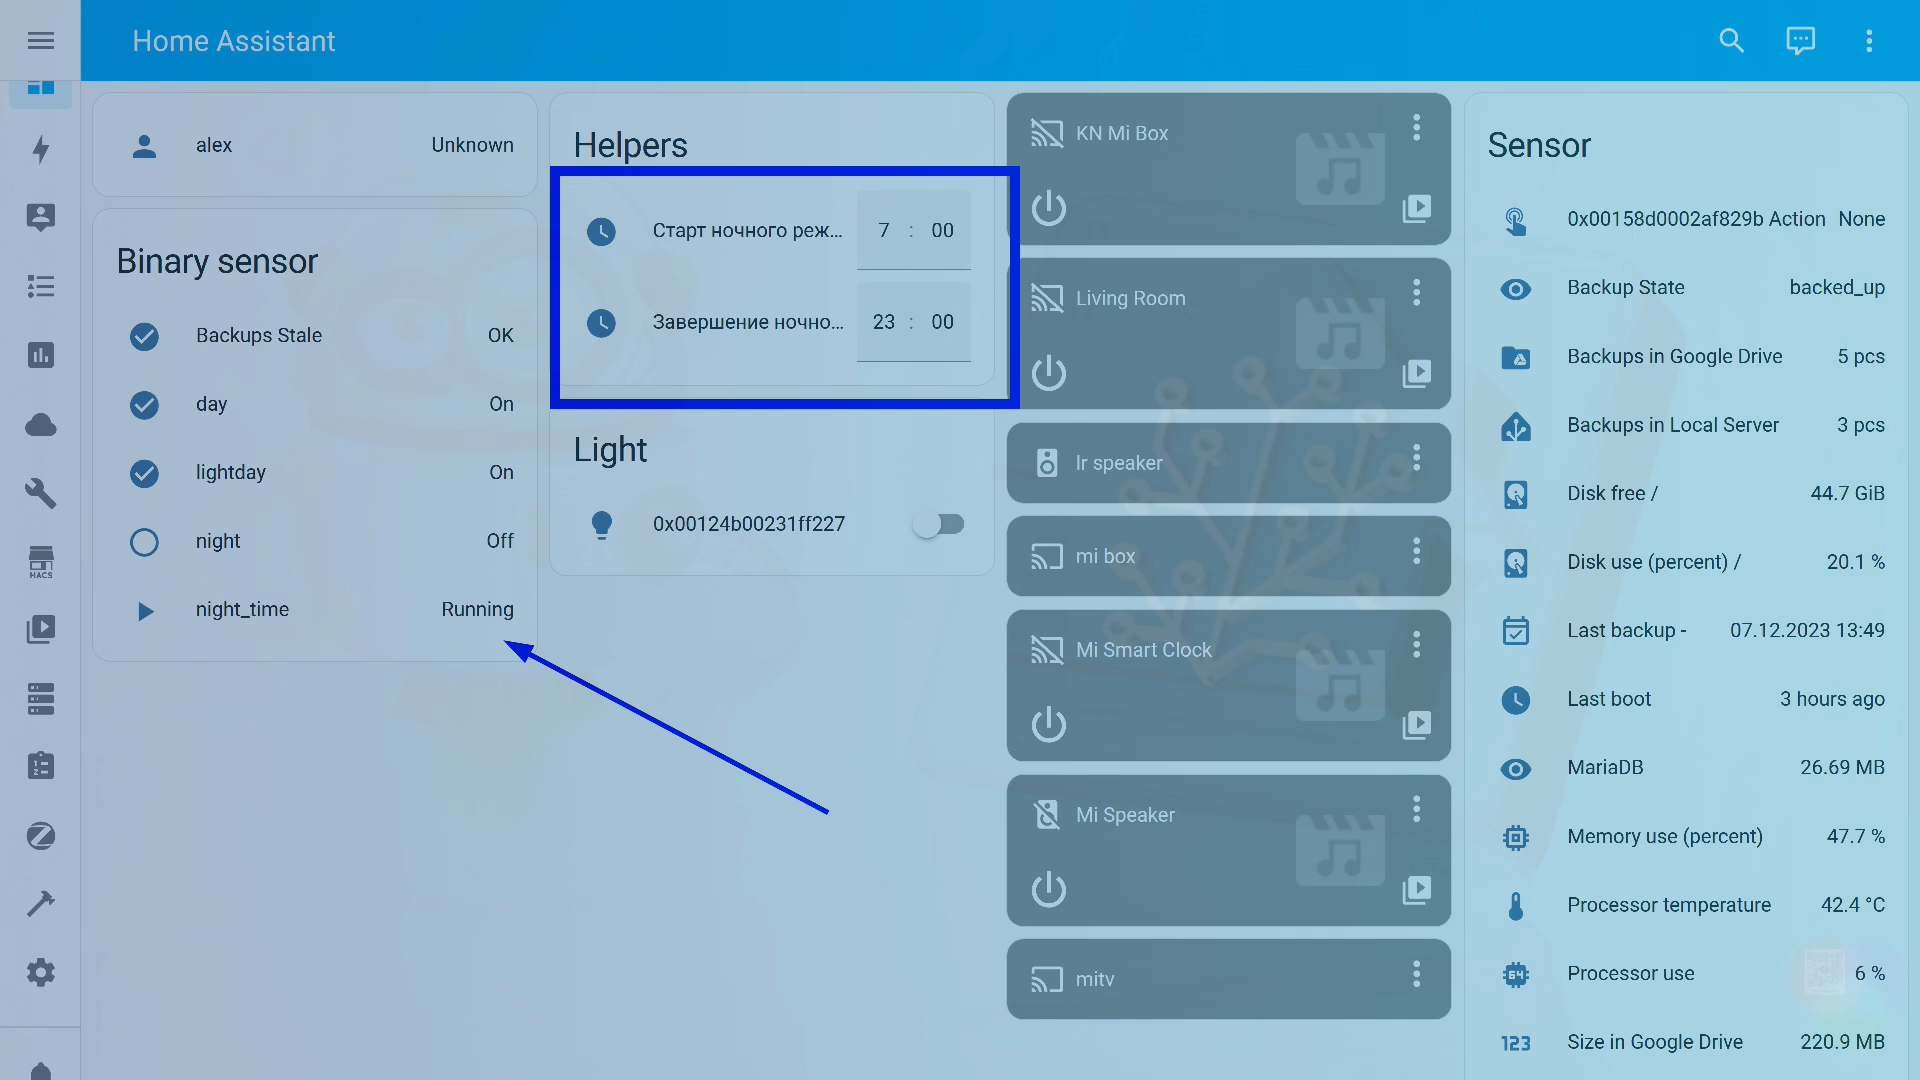 Home Assistant
alex Unknown
Binary sensor
Backups Stale OK
day On
lightday On
night Off
night_time Running
Helpers
Старт ночного реж... 7 : 00
Завершение ночно... 23 : 00
Light
0x00124b00231ff227
KN Mi Box
Living Room
lr speaker
mi box
Mi Smart Clock
Mi Speaker
mitv
Sensor
0x00158d0002af829b Action None
Backup State backed_up
Backups in Google Drive 5 pcs
Backups in Local Server 3 pcs
Disk free / 44.7 GiB
Disk use (percent) / 20.1 %
Last backup - 07.12.2023 13:49
Last boot 3 hours ago
MariaDB 26.69 MB
Memory use (percent) 47.7 %
Processor temperature 42.4 °C
64 Processor use 6 %
123 Size in Google Drive 220.9 MB
HACS